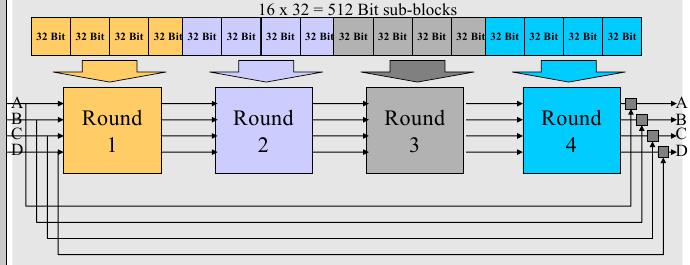 16 x 32 = 512 Bit sub-blocks
32 Bit 32 Bit 32 Bit 32 Bit 32 Bit 32 Bit 32 Bit 32 Bit 32 Bit 32 Bit 32 Bit 32 Bit 32 Bit 32 Bit 32 Bit 32 Bit
A A
B B
C C
D D
Round
1
Round
2
Round
3
Round
4